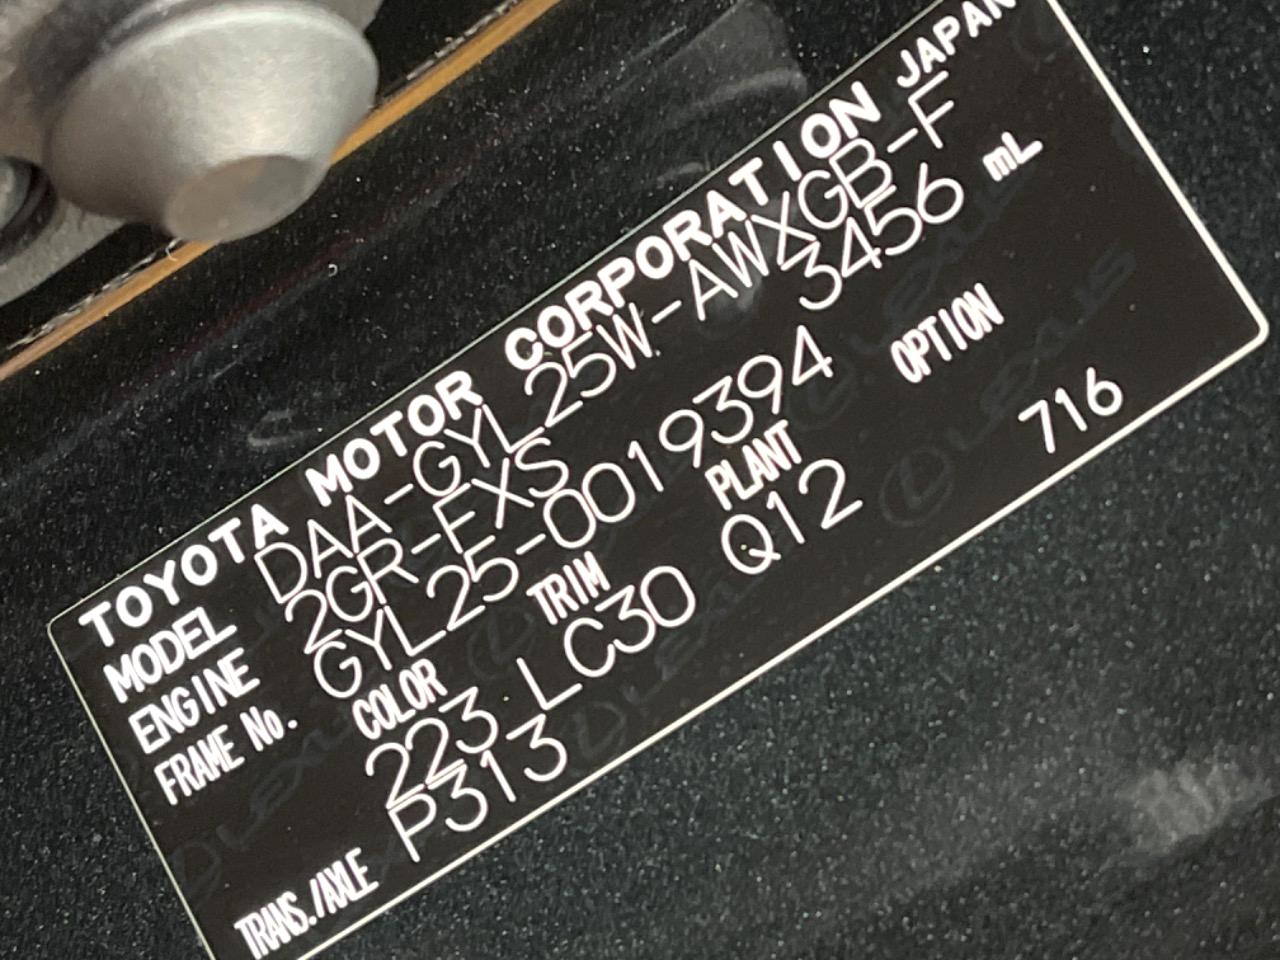 TOYOTA MOTOR CORPORATION JAPAN
MODEL DAA-GYL25W-AWXGB-F
ENGINE 2GR-FXS 3456 mL
FRAME No. GYL25-0019394
COLOR TRIM PLANT OPTION
223 LC30 Q12 716
TRANS./AXLE P313
LEXUS